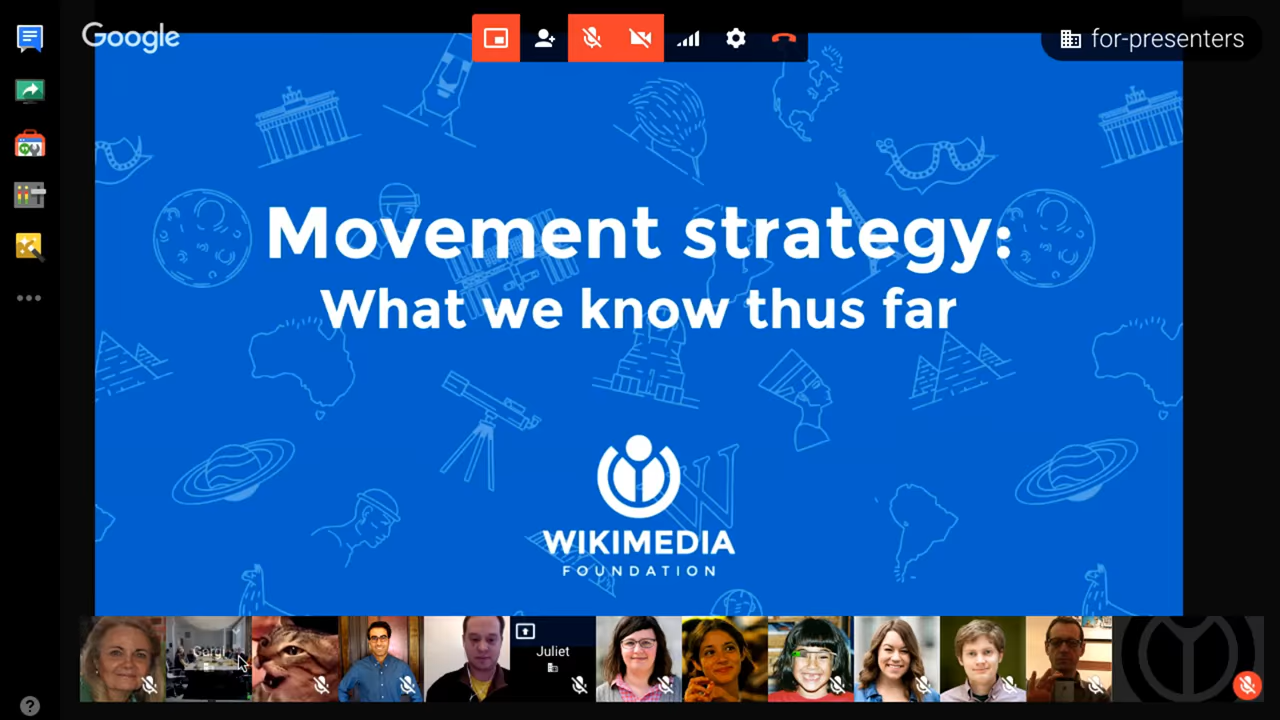 Google
for-presenters
Movement strategy:
What we know thus far
WIKIMEDIA
FOUNDATION
Juliet